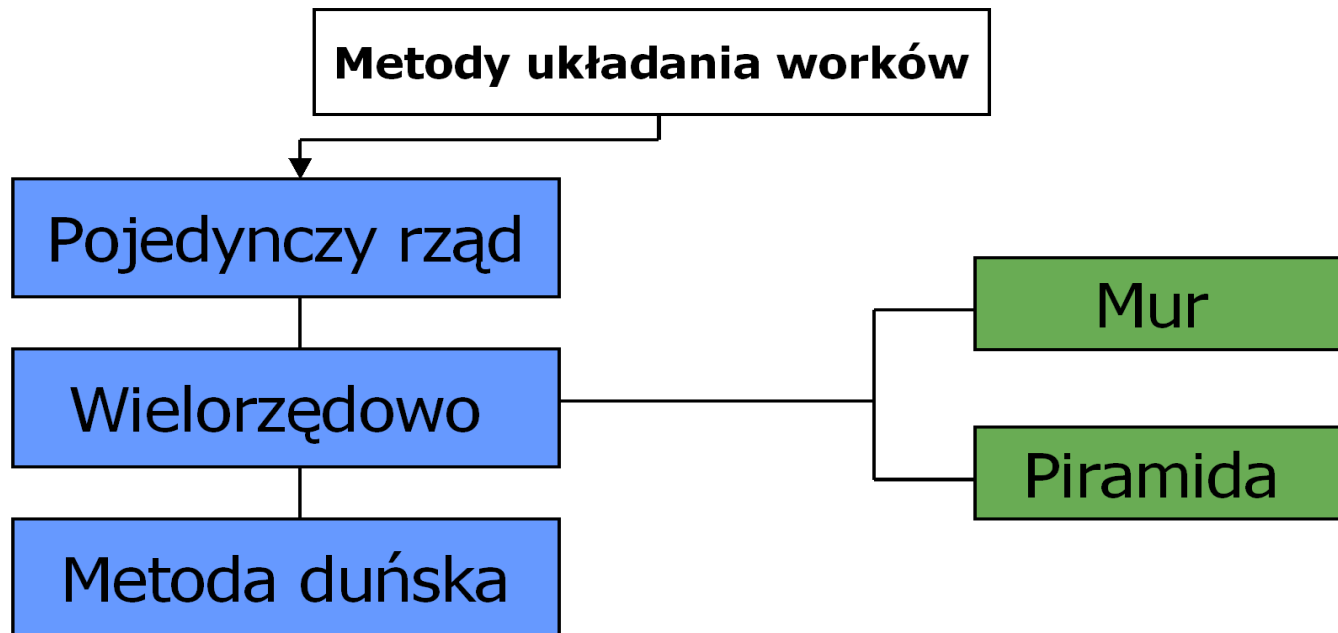 Metody układania worków
Pojedynczy rząd
Wielorzędowo
Metoda duńska
Mur
Piramida